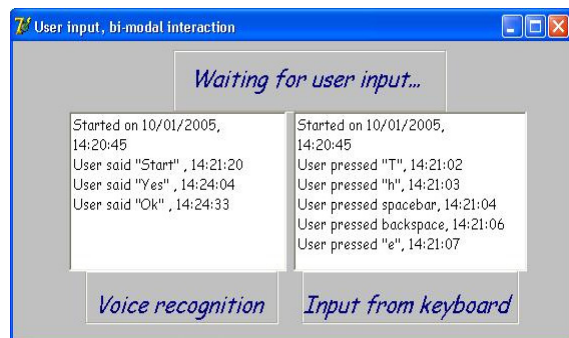 User input, bi-modal interaction
Waiting for user input...
Started on 10/01/2005,
14:20:45
User said "Start" , 14:21:20
User said "Yes" , 14:24:04
User said "Ok" , 14:24:33
Started on 10/01/2005,
14:20:45
User pressed "T", 14:21:02
User pressed "h", 14:21:03
User pressed spacebar, 14:21:04
User pressed backspace, 14:21:06
User pressed "e", 14:21:07
Voice recognition
Input from keyboard